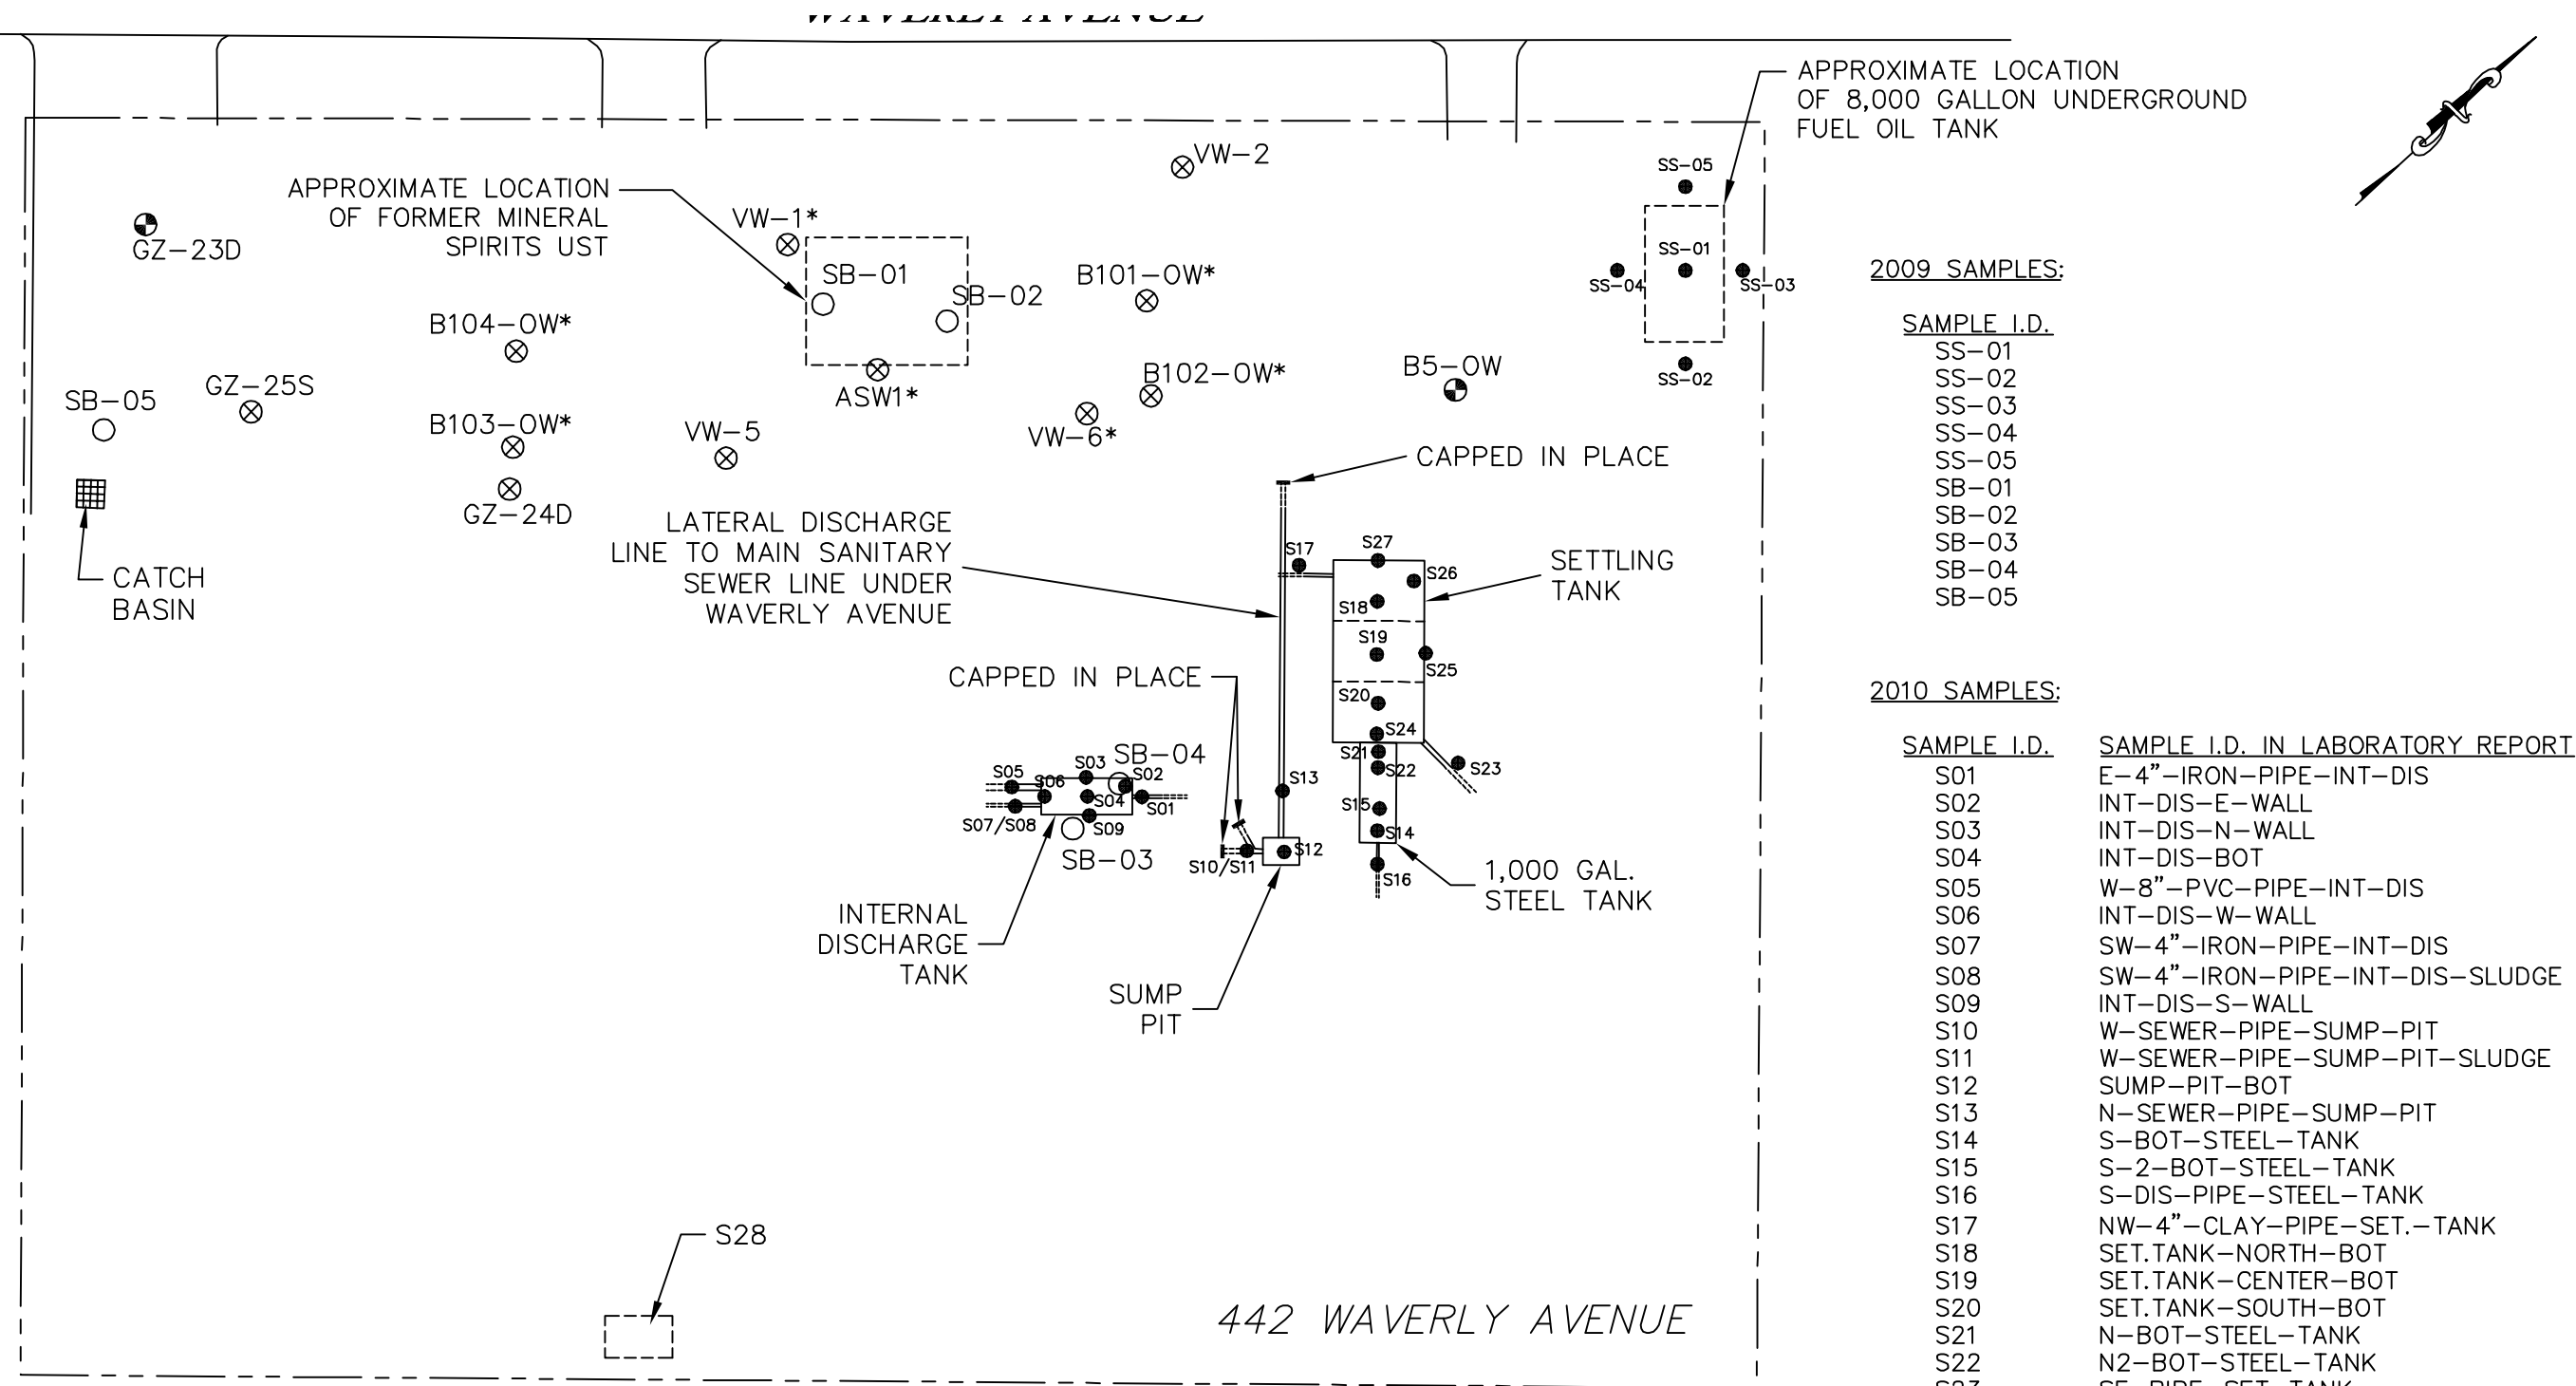 WAVERLY AVENUE
APPROXIMATE LOCATION
OF 8,000 GALLON UNDERGROUND
FUEL OIL TANK
VW-2
SS-05
APPROXIMATE LOCATION
OF FORMER MINERAL
SPIRITS UST
VW-1*
GZ-23D
SS-01
SB-01
B101-OW*
SS-04
SS-03
SB-02
B104-OW*
B5-OW
B102-OW*
SS-02
GZ-25S
SB-05
ASW1*
B103-OW*
VW-5
VW-6*
CAPPED IN PLACE
GZ-24D
LATERAL DISCHARGE
LINE TO MAIN SANITARY
SEWER LINE UNDER
WAVERLY AVENUE
CATCH
BASIN
S17
S27
S26
SETTLING
TANK
S18
S19
S25
CAPPED IN PLACE
S20
S24
S21
S22
S23
SB-04
S03
S02
S05
S06
S04
S01
S07/S08
S09
SB-03
S13
S15
S14
S12
S10/S11
S16
1,000 GAL.
STEEL TANK
INTERNAL
DISCHARGE
TANK
SUMP
PIT
S28
442 WAVERLY AVENUE
2009 SAMPLES:
SAMPLE I.D.
SS-01
SS-02
SS-03
SS-04
SS-05
SB-01
SB-02
SB-03
SB-04
SB-05
2010 SAMPLES:
SAMPLE I.D. SAMPLE I.D. IN LABORATORY REPORT
S01 E-4"-IRON-PIPE-INT-DIS
S02 INT-DIS-E-WALL
S03 INT-DIS-N-WALL
S04 INT-DIS-BOT
S05 W-8"-PVC-PIPE-INT-DIS
S06 INT-DIS-W-WALL
S07 SW-4"-IRON-PIPE-INT-DIS
S08 SW-4"-IRON-PIPE-INT-DIS-SLUDGE
S09 INT-DIS-S-WALL
S10 W-SEWER-PIPE-SUMP-PIT
S11 W-SEWER-PIPE-SUMP-PIT-SLUDGE
S12 SUMP-PIT-BOT
S13 N-SEWER-PIPE-SUMP-PIT
S14 S-BOT-STEEL-TANK
S15 S-2-BOT-STEEL-TANK
S16 S-DIS-PIPE-STEEL-TANK
S17 NW-4"-CLAY-PIPE-SET.-TANK
S18 SET.TANK-NORTH-BOT
S19 SET.TANK-CENTER-BOT
S20 SET.TANK-SOUTH-BOT
S21 N-BOT-STEEL-TANK
S22 N2-BOT-STEEL-TANK